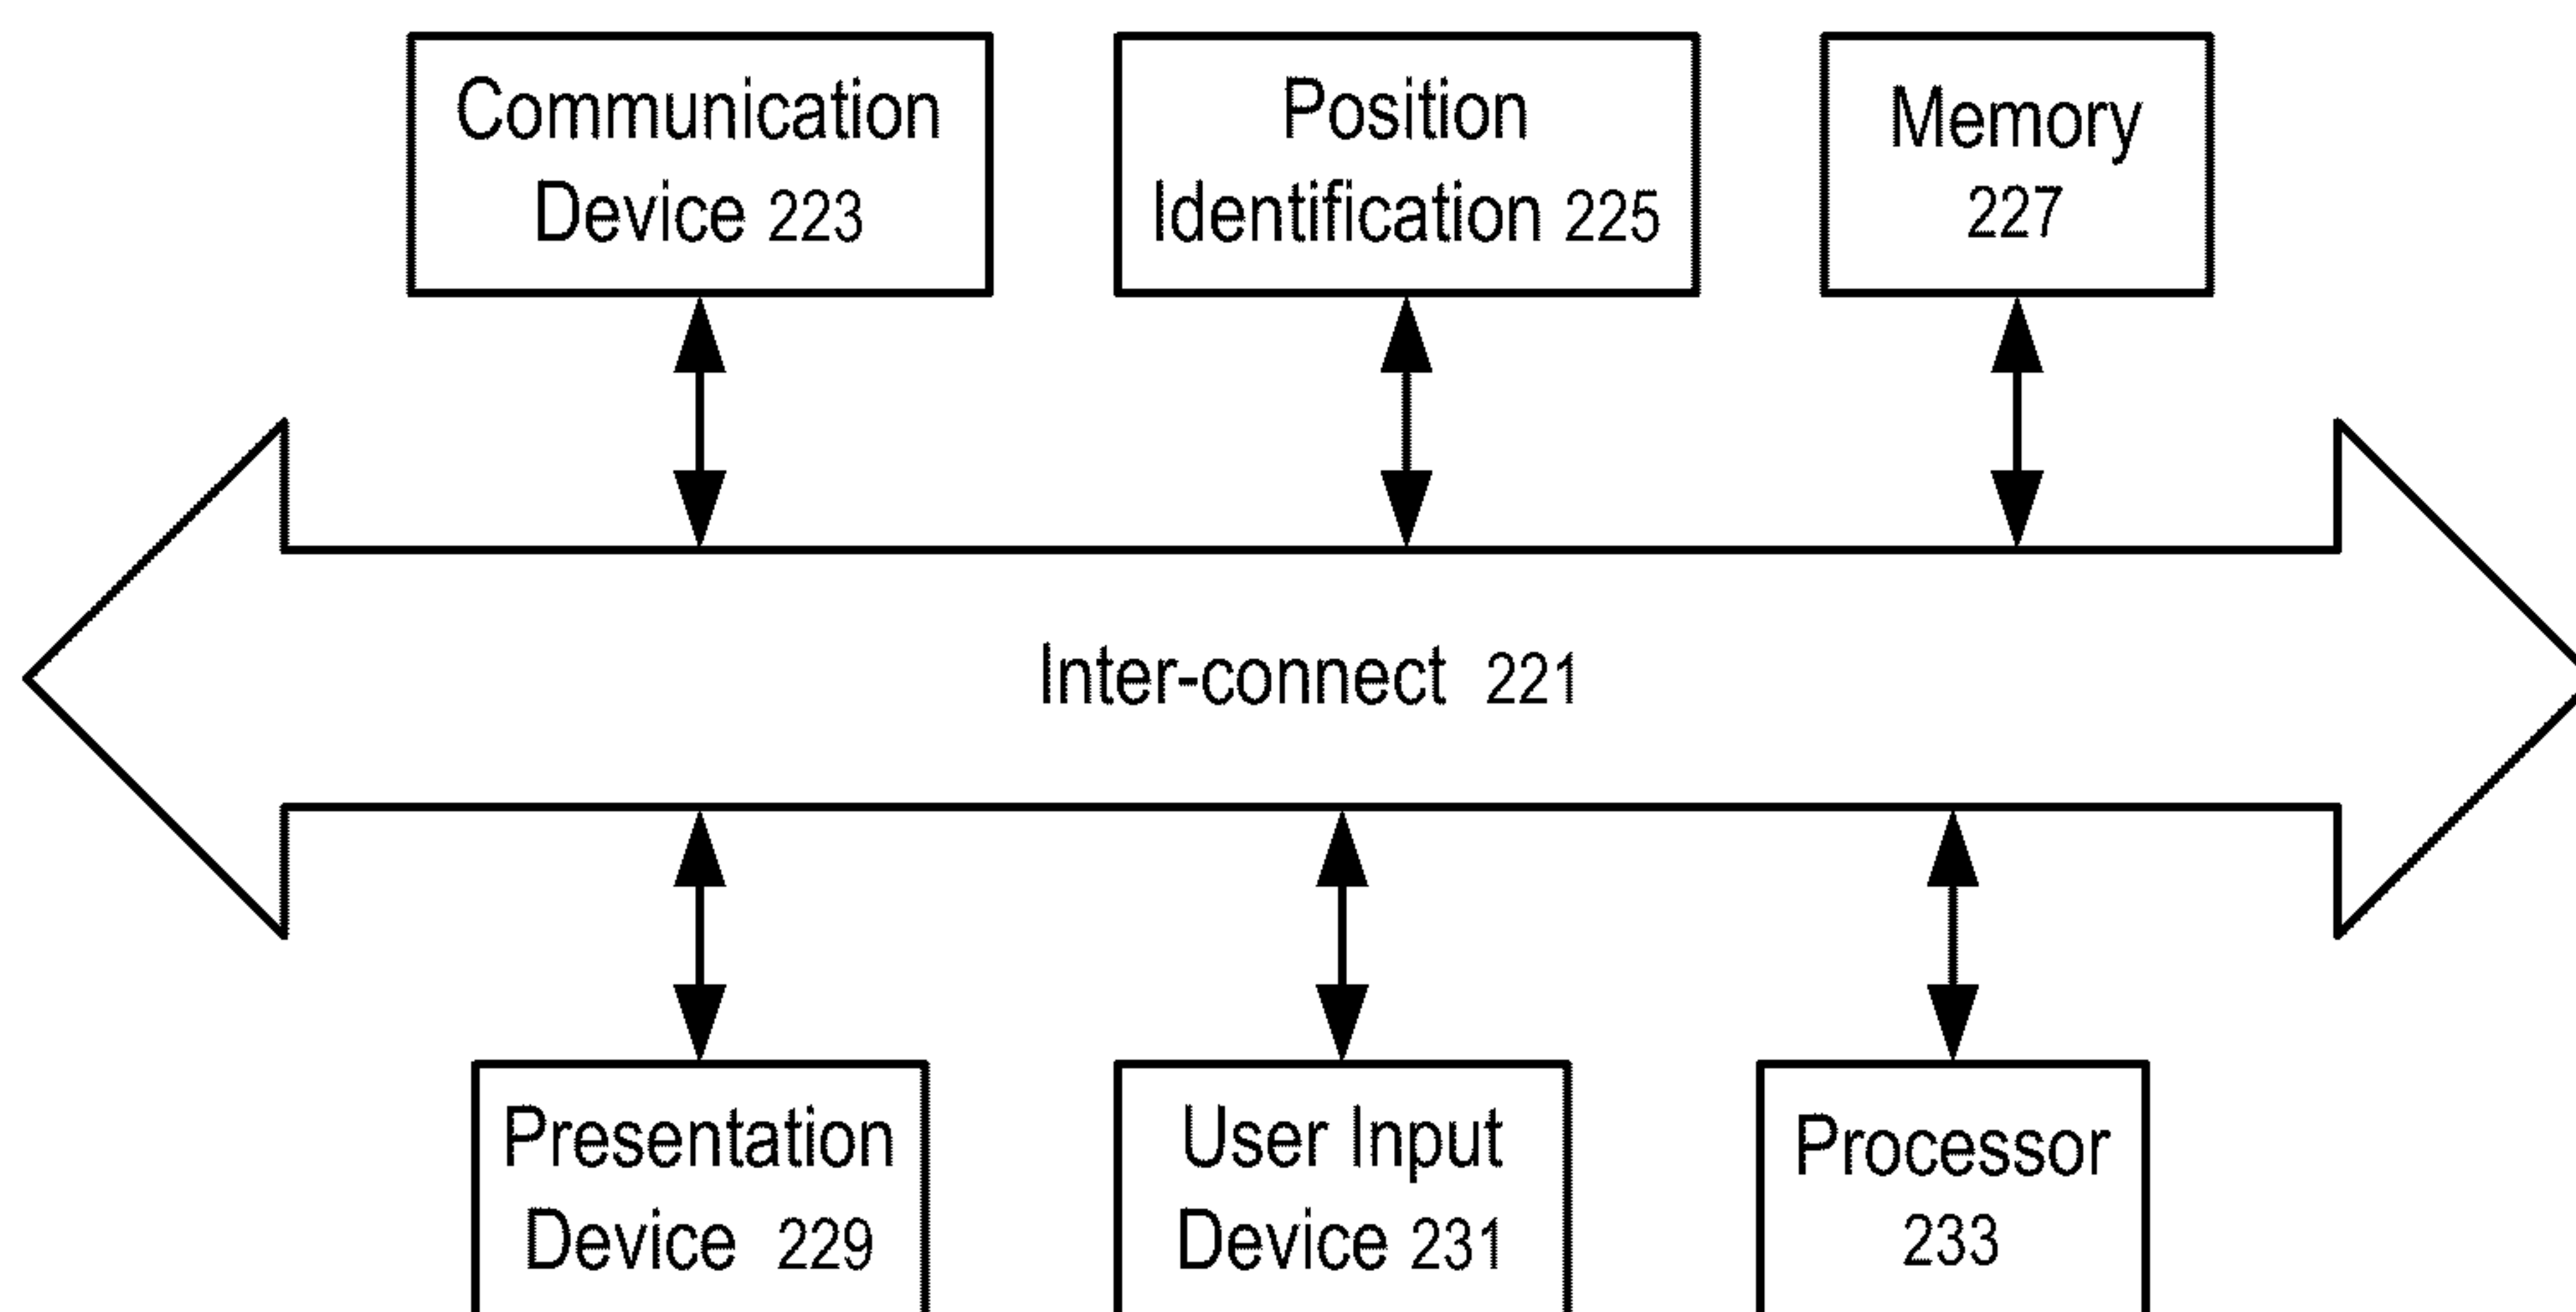 Communication
Device 223
Position
Identification 225
Memory
227
Inter-connect 221
Presentation
Device 229
User Input
Device 231
Processor
233